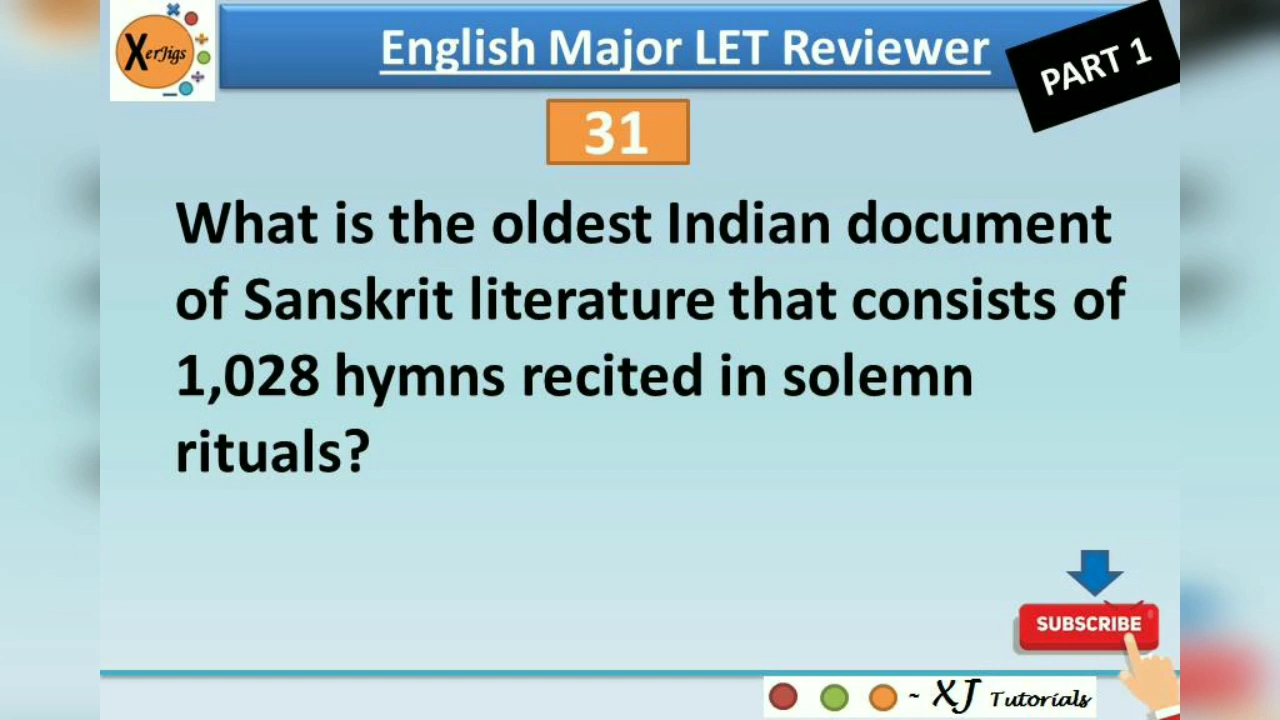 XerJigs
English Major LET Reviewer
PART 1
31
What is the oldest Indian document
of Sanskrit literature that consists of
1,028 hymns recited in solemn
rituals?
SUBSCRIBE
~ XJ Tutorials